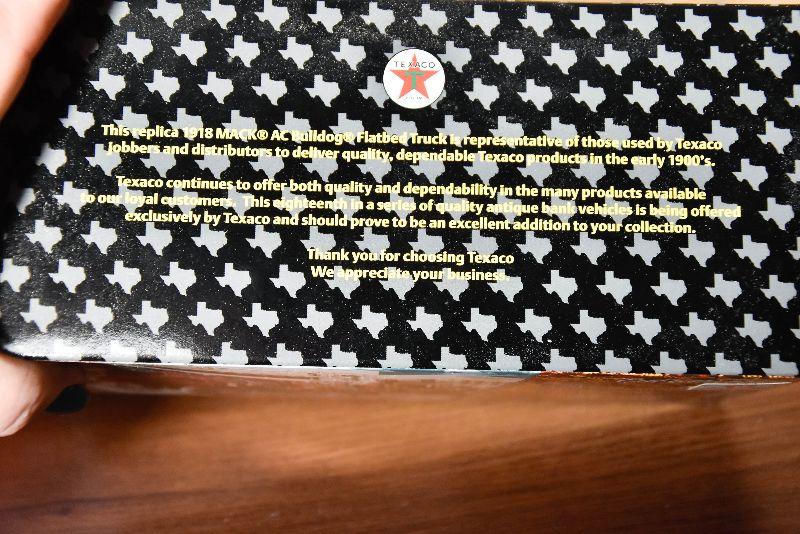 TEXACO
T
This replica 1918 MACK® AC Bulldog® Flatbed Truck is representative of those used by Texaco
jobbers and distributors to deliver quality, dependable Texaco products in the early 1900's.
Texaco continues to offer both quality and dependability in the many products available
to our loyal customers. This eighteenth in a series of quality antique bank vehicles is being offered
exclusively by Texaco and should prove to be an excellent addition to your collection.
Thank you for choosing Texaco
We appreciate your business.